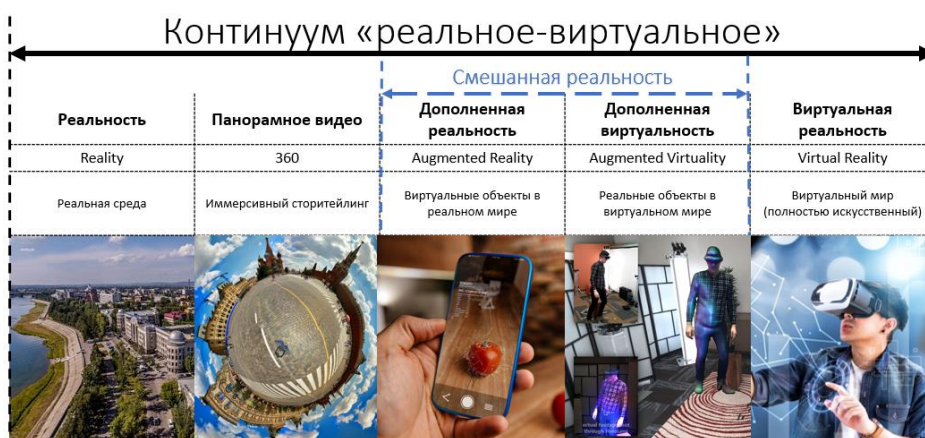 Континуум «реальное-виртуальное»
Смешанная реальность
Реальность
Панорамное видео
Дополненная
реальность
Дополненная
виртуальность
Виртуальная
реальность
Reality
360
Augmented Reality
Augmented Virtuality
Virtual Reality
Реальная среда
Иммерсивный сторитейлинг
Виртуальные объекты в
реальном мире
Реальные объекты в
виртуальном мире
Виртуальный мир
(полностью искусственный)